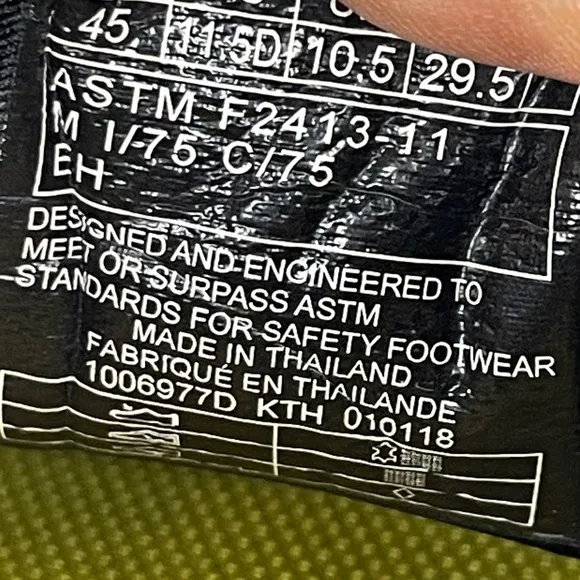 45 11.5D 10.5 29.5
ASTM F2413-11
M I/75 C/75
EH
DESIGNED AND ENGINEERED TO
MEET OR SURPASS ASTM
STANDARDS FOR SAFETY FOOTWEAR
MADE IN THAILAND
FABRIQUÉ EN THAILANDE
1006977D KTH 010118